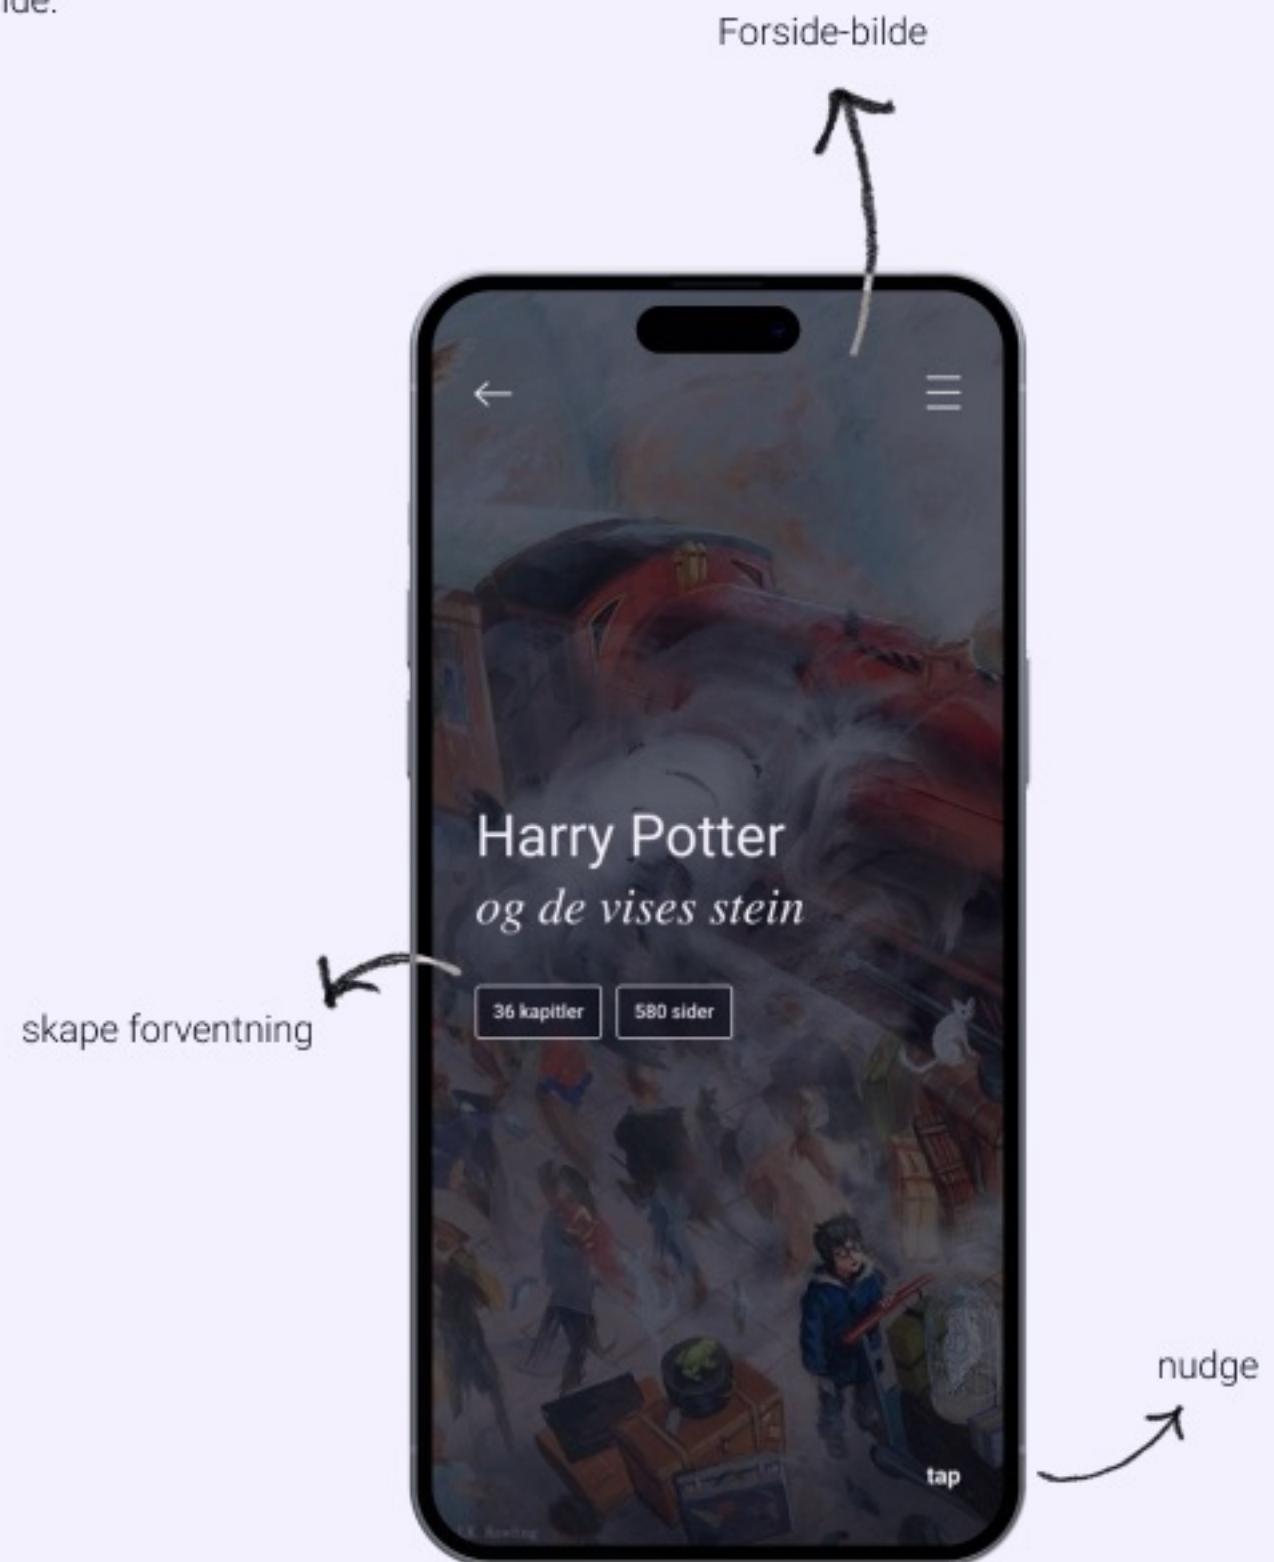 Forside-bilde
Harry Potter
og de vises stein
36 kapitler
580 sider
skape forventning
nudge
tap